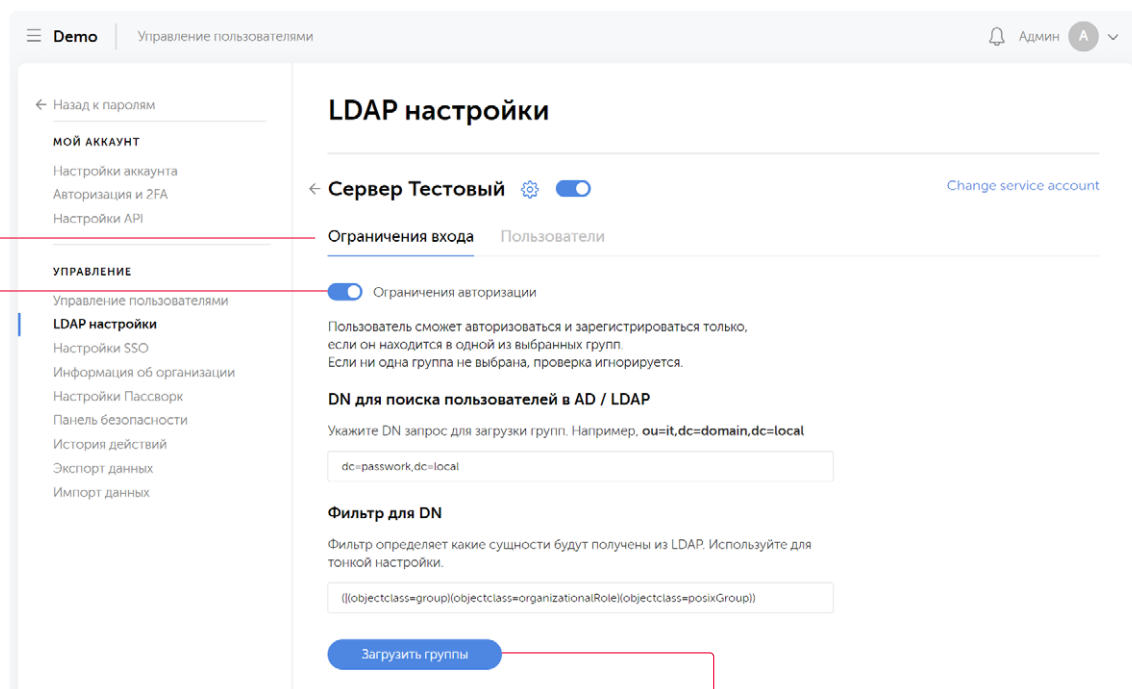 Demo
Управление пользователями
Админ
А
Назад к паролям
МОЙ АККАУНТ
Настройки аккаунта
Авторизация и 2FA
Настройки API
УПРАВЛЕНИЕ
Управление пользователями
LDAP настройки
Настройки SSO
Информация об организации
Настройки Пассворк
Панель безопасности
История действий
Экспорт данных
Импорт данных
LDAP настройки
Сервер Тестовый
Change service account
Ограничения входа
Пользователи
Ограничения авторизации
Пользователь сможет авторизоваться и зарегистрироваться только,
если он находится в одной из выбранных групп.
Если ни одна группа не выбрана, проверка игнорируется.
DN для поиска пользователей в AD / LDAP
Укажите DN запрос для загрузки групп. Например, ou=it,dc=domain,dc=local
dc=passwork,dc=local
Фильтр для DN
Фильтр определяет какие сущности будут получены из LDAP. Используйте для
тонкой настройки.
(|(objectclass=group)(objectclass=organizationalRole)(objectclass=posixGroup))
Загрузить группы